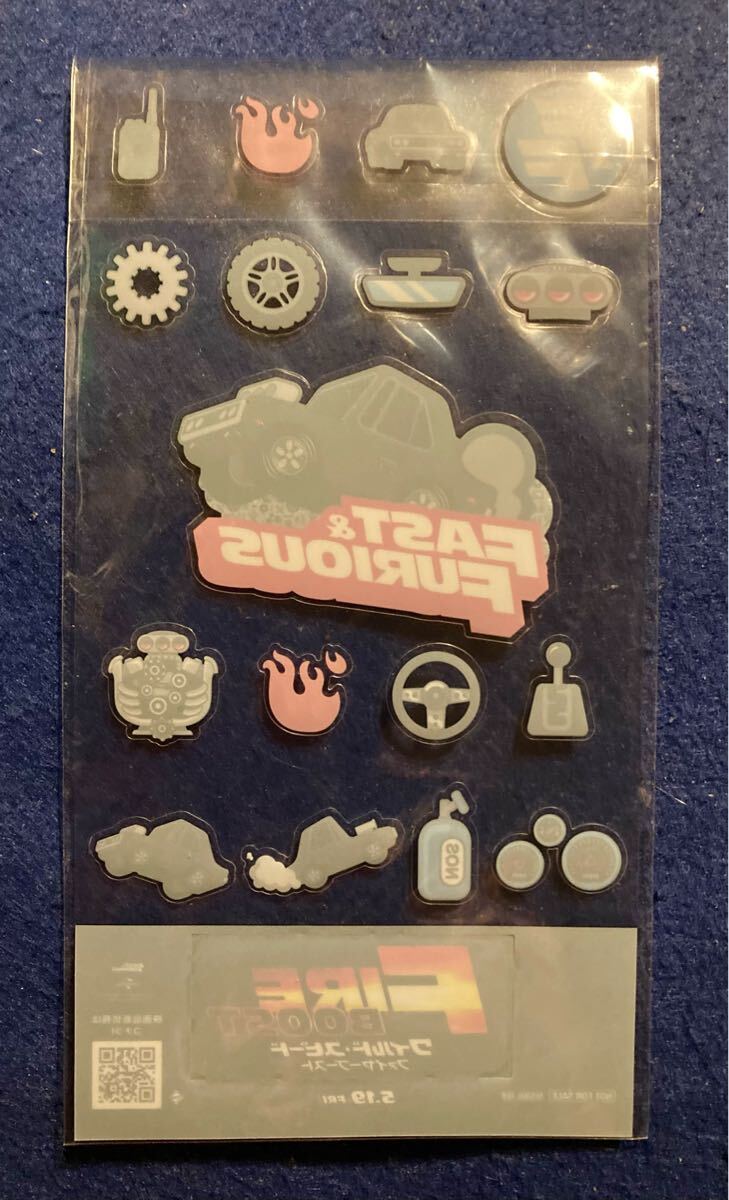 FAST &
FURIOUS
SON
FIRE
BOOST
ワイルド・スピード
ファイヤーブースト
5.19 FRI
NOT FOR SALE